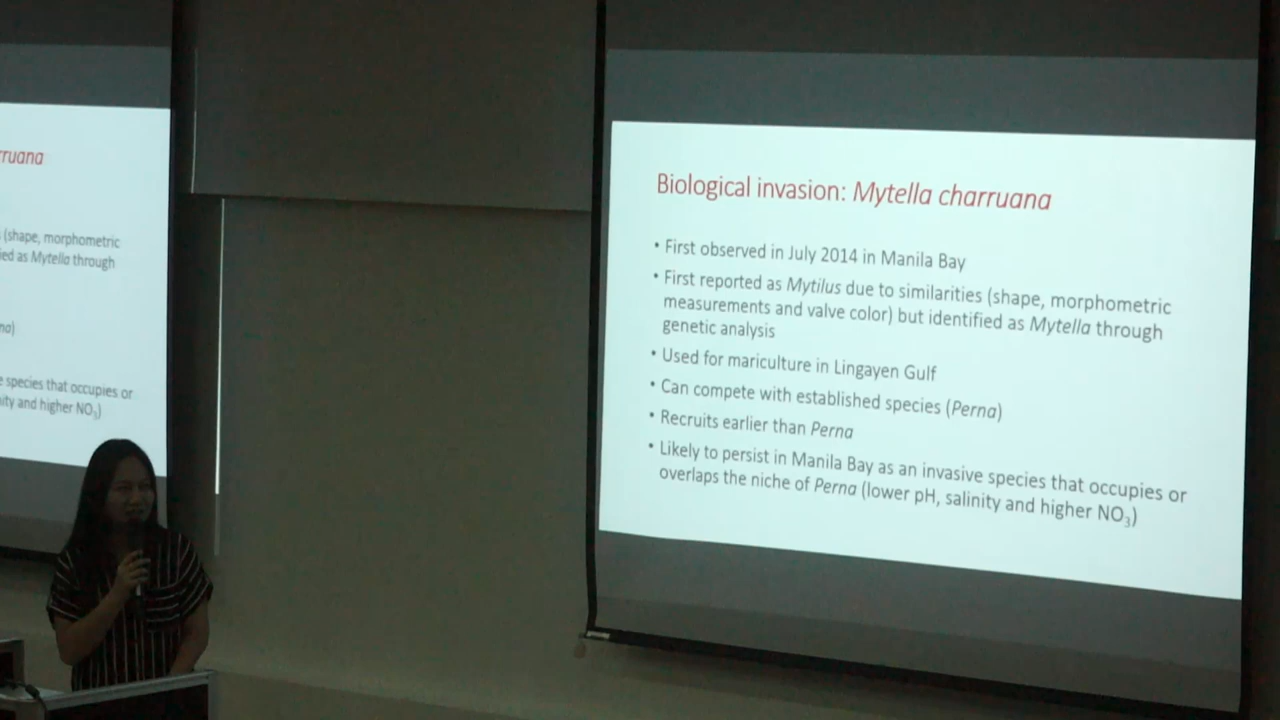 rruana
(shape, morphometric
ied as Mytella through
na)
e species that occupies or
nity and higher NO₃)
Biological invasion: Mytella charruana
• First observed in July 2014 in Manila Bay
• First reported as Mytilus due to similarities (shape, morphometric
measurements and valve color) but identified as Mytella through
genetic analysis
• Used for mariculture in Lingayen Gulf
• Can compete with established species (Perna)
• Recruits earlier than Perna
• Likely to persist in Manila Bay as an invasive species that occupies or
overlaps the niche of Perna (lower pH, salinity and higher NO₃)